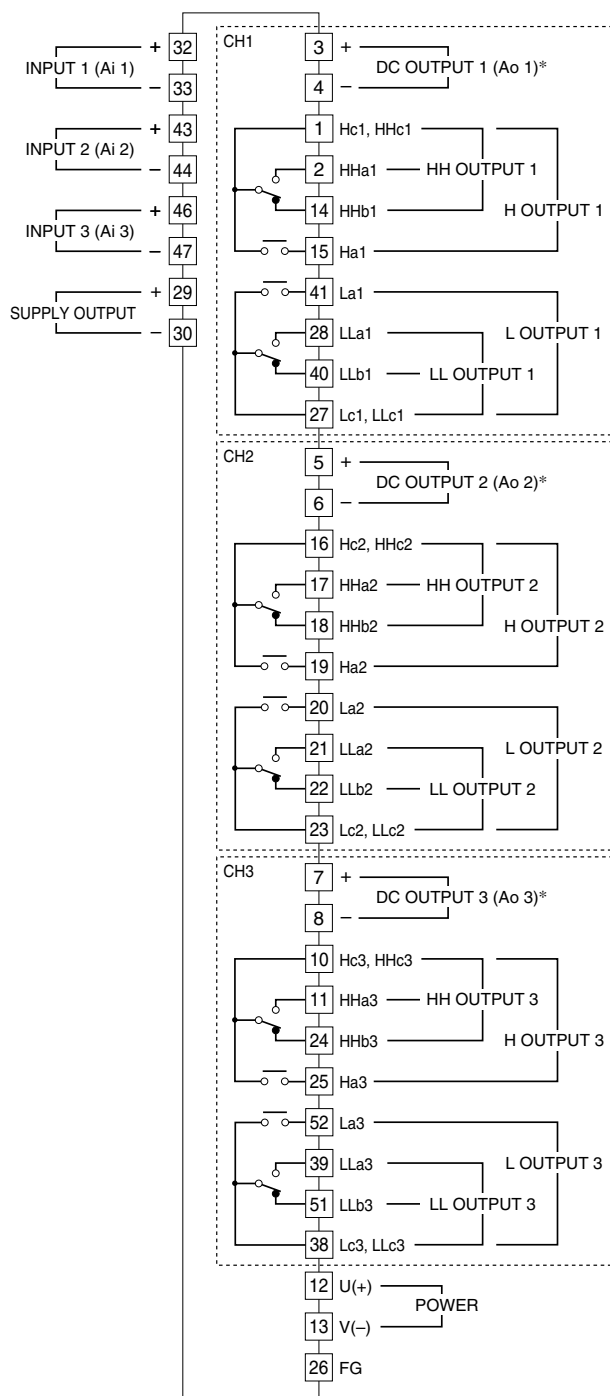 32 + INPUT 1 (Ai 1)
33 −
43 + INPUT 2 (Ai 2)
44 −
46 + INPUT 3 (Ai 3)
47 −
29 + SUPPLY OUTPUT
30 −
CH1
3 + DC OUTPUT 1 (Ao 1)*
4 −
1 Hc1, HHc1
2 HHa1 HH OUTPUT 1
14 HHb1 H OUTPUT 1
15 Ha1
41 La1
28 LLa1 L OUTPUT 1
40 LLb1 LL OUTPUT 1
27 Lc1, LLc1
CH2
5 + DC OUTPUT 2 (Ao 2)*
6 −
16 Hc2, HHc2
17 HHa2 HH OUTPUT 2
18 HHb2 H OUTPUT 2
19 Ha2
20 La2
21 LLa2 L OUTPUT 2
22 LLb2 LL OUTPUT 2
23 Lc2, LLc2
CH3
7 + DC OUTPUT 3 (Ao 3)*
8 −
10 Hc3, HHc3
11 HHa3 HH OUTPUT 3
24 HHb3 H OUTPUT 3
25 Ha3
52 La3
39 LLa3 L OUTPUT 3
51 LLb3 LL OUTPUT 3
38 Lc3, LLc3
12 U(+) POWER
13 V(−)
26 FG